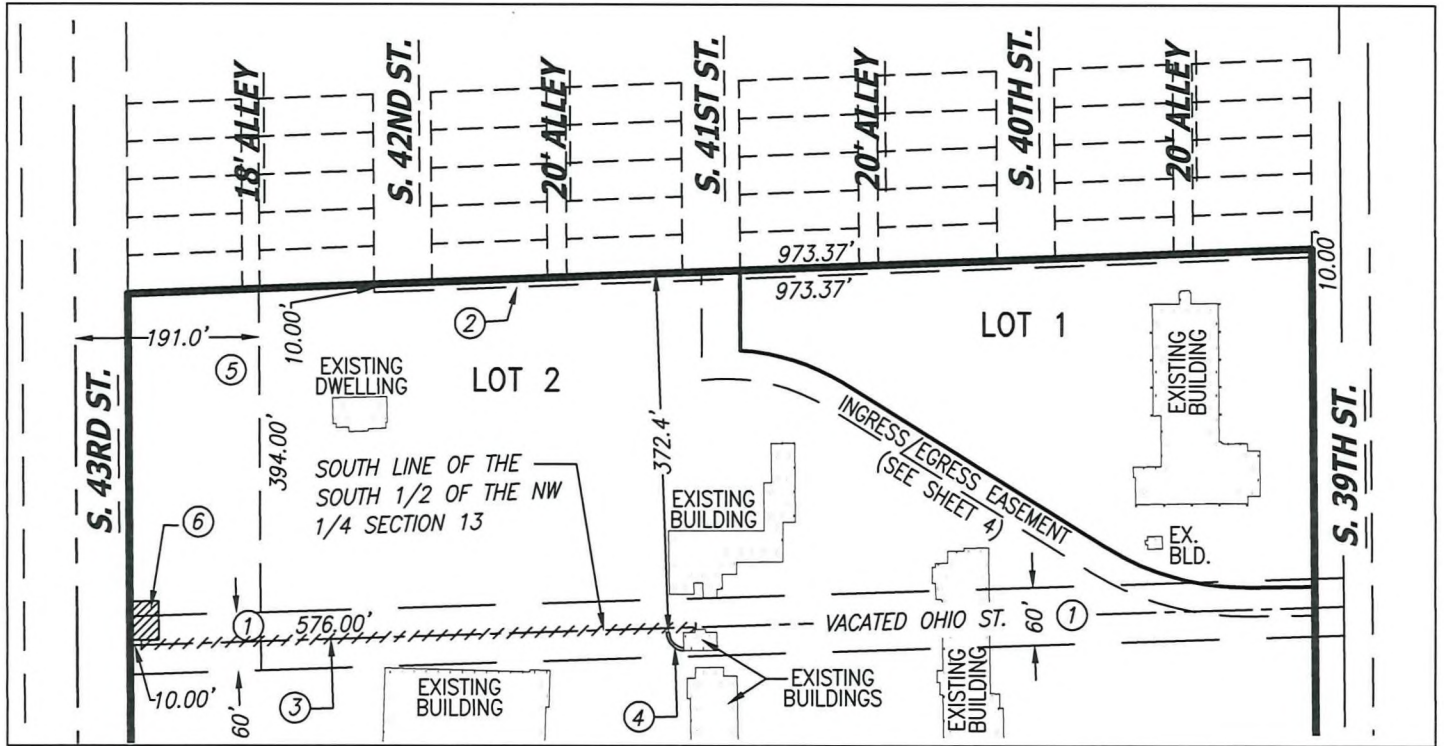 18' ALLEY
S. 42ND ST.
20' ALLEY
S. 41ST ST.
20' ALLEY
S. 40TH ST.
20' ALLEY
973.37'
973.37'
10.00'
10.00'
2
191.0'
5
LOT 1
LOT 2
EXISTING
DWELLING
EXISTING
BUILDING
S. 43RD ST.
394.00'
372.4'
INGRESS/EGRESS EASEMENT
(SEE SHEET 4)
S. 39TH ST.
SOUTH LINE OF THE
SOUTH 1/2 OF THE NW
1/4 SECTION 13
EXISTING
BUILDING
EX.
BLD.
6
1
576.00'
VACATED OHIO ST.
60'
1
10.00'
60'
3
EXISTING
BUILDING
4
EXISTING
BUILDINGS
EXISTING
BUILDING